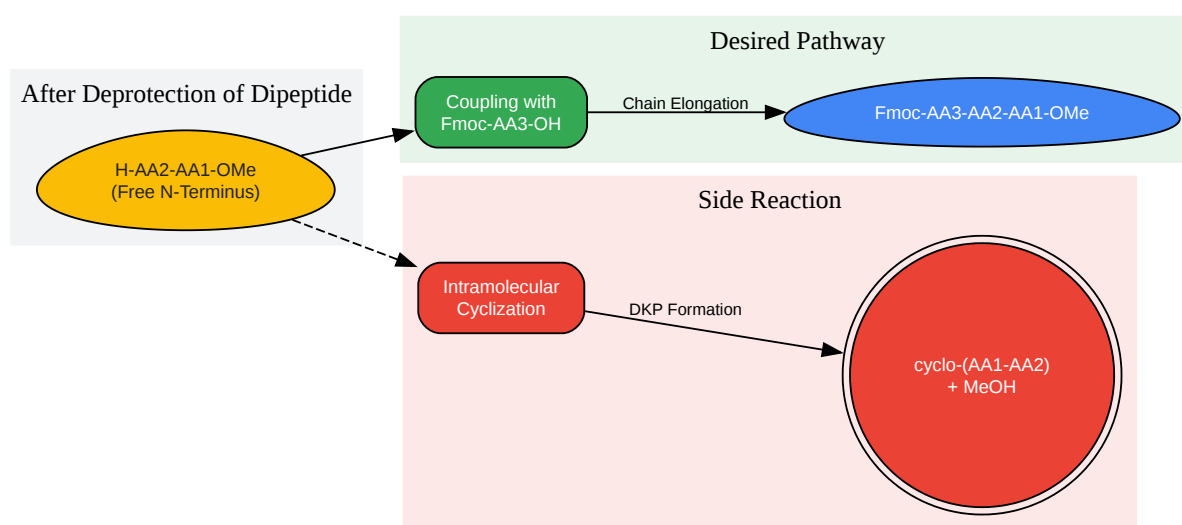 After Deprotection of Dipeptide
H-AA2-AA1-OMe
(Free N-Terminus)
Desired Pathway
Coupling with
Fmoc-AA3-OH
Chain Elongation
Fmoc-AA3-AA2-AA1-OMe
Side Reaction
Intramolecular
Cyclization
DKP Formation
cyclo-(AA1-AA2)
+ MeOH